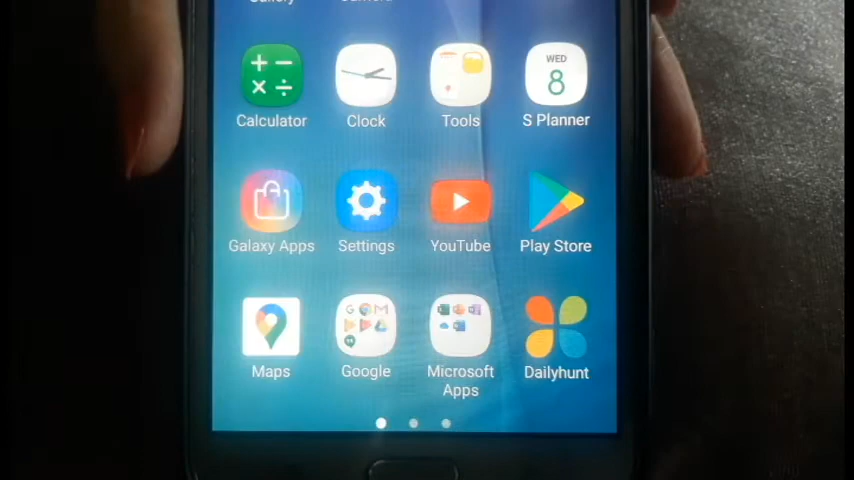 WED
8
Calculator Clock Tools S Planner
Galaxy Apps Settings YouTube Play Store
Maps Google Microsoft Apps Dailyhunt